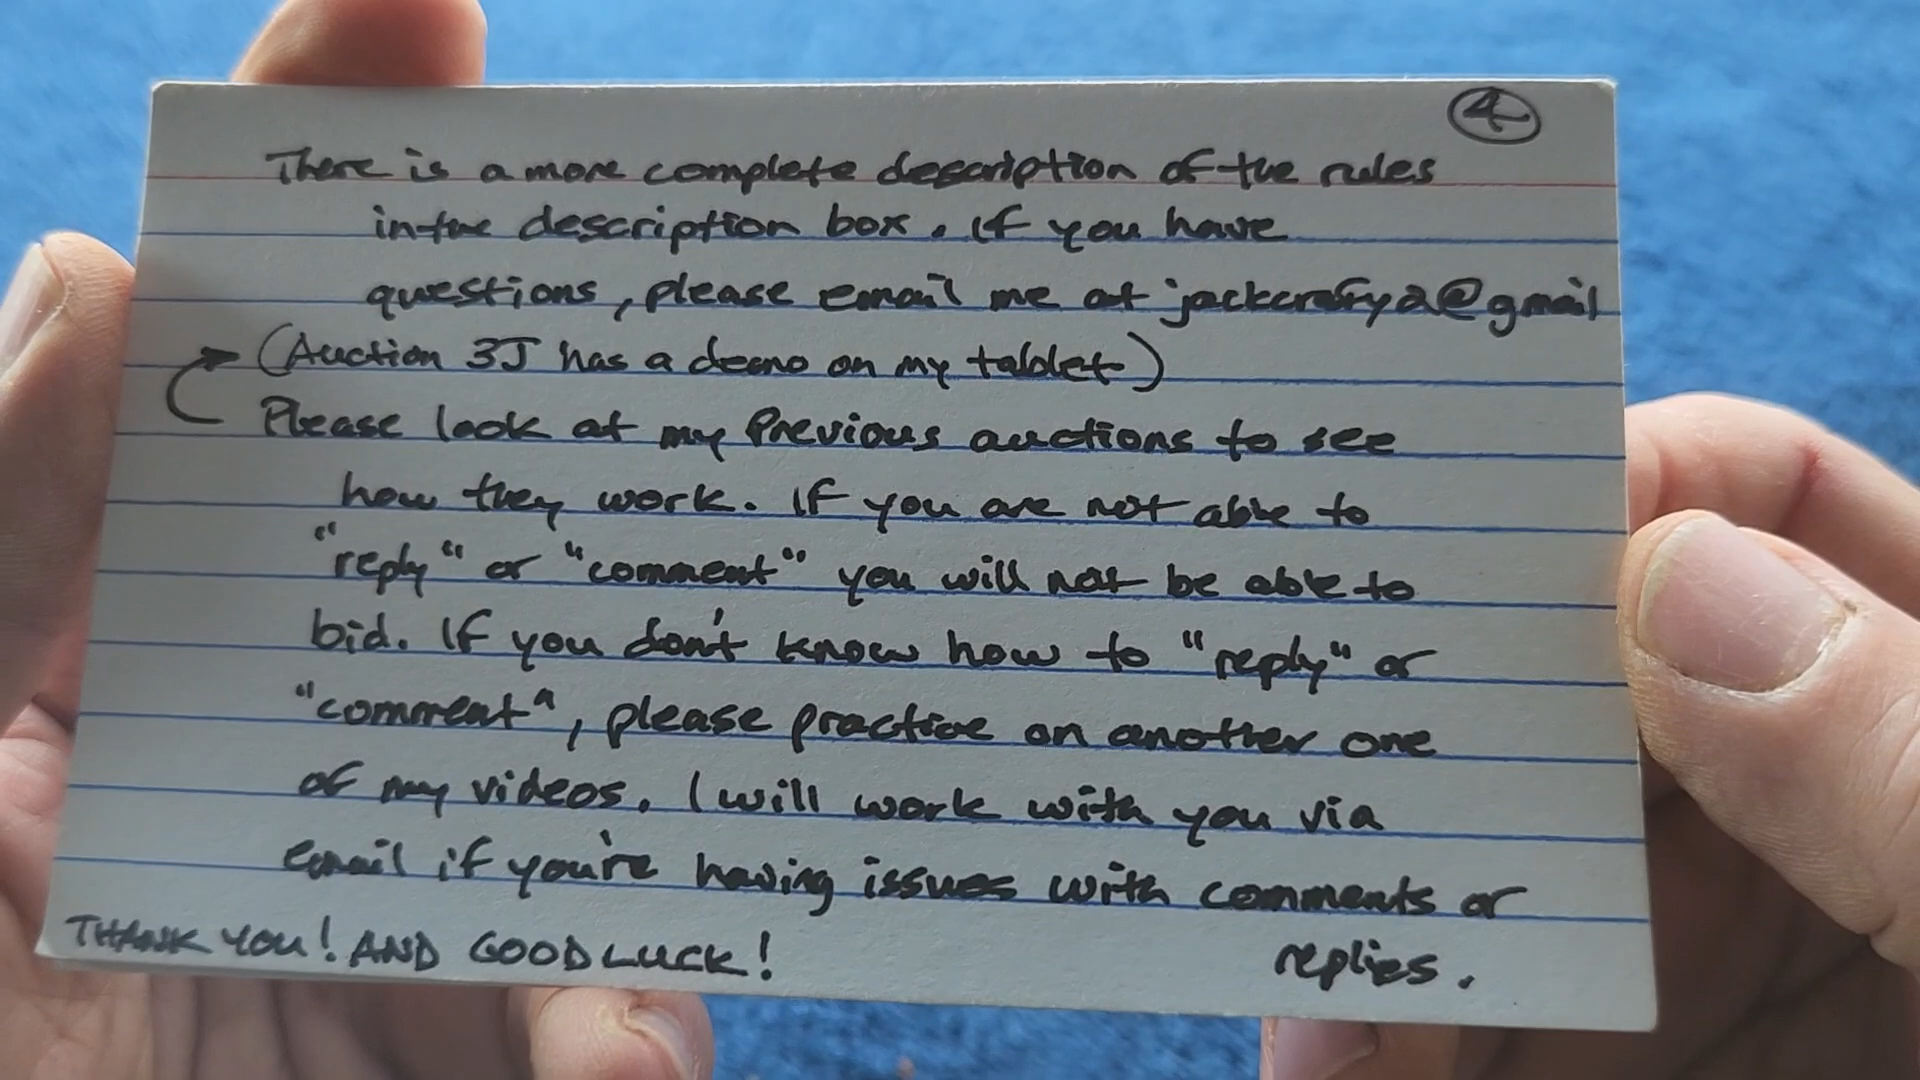 4
There is a more complete description of the rules
in the description box. If you have
questions, please email me at jackcrafty2@gmail
(Auction 3J has a demo on my tablet)
Please look at my Previous auctions to see
how they work. If you are not able to
"reply" or "comment" you will not be able to
bid. If you don't know how to "reply" or
"comment", please practice on another one
of my videos. I will work with you via
email if you're having issues with comments or
replies.
THANK YOU! AND GOOD LUCK!